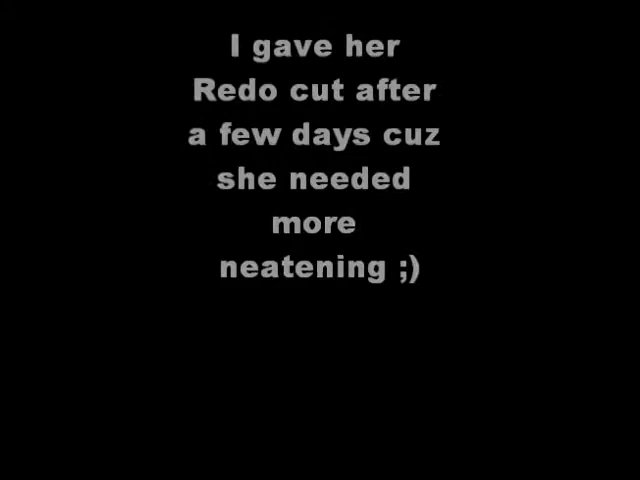 I gave her
Redo cut after
a few days cuz
she needed
more
neatening ;)